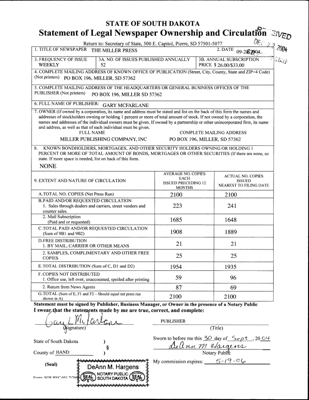 STATE OF SOUTH DAKOTA
Statement of Legal Newspaper Ownership and Circulation
Return to: Secretary of State, 500 E. Capitol, Pierre, SD 57501-5077
1. TITLE OF NEWSPAPER THE MILLER PRESS
2. DATE
3. FREQUENCY OF ISSUE
WEEKLY
3A. NO. OF ISSUES PUBLISHED ANNUALLY
52
3B. ANNUAL SUBSCRIPTION
PRICE $ 26.00/$33.00
4. COMPLETE MAILING ADDRESS OF KNOWN OFFICE OF PUBLICATION (Street, City, County, State and ZIP+4 Code)
(Not printers) PO BOX 196, MILLER, SD 57362
5. COMPLETE MAILING ADDRESS OF THE HEADQUARTERS OR GENERAL BUSINESS OFFICES OF THE
PUBLISHERS (Not printers) PO BOX 196, MILLER SD 57362
6. FULL NAME OF PUBLISHER: GARY MCFARLANE
7. OWNER (If owned by a corporation, its name and address must be stated and list on the back of this form the names and
addresses of stockholders owning or holding 1 percent or more of total amount of stock. If not owned by a corporation, the
names and addresses of the individual owners must be given. If owned by a partnership or other unincorporated firm, its name
and address, as well as that of each individual must be given.
FULL NAME COMPLETE MAILING ADDRESS
MILLER PUBLISHING COMPANY, INC PO BOX 196, MILLER, SD 57362
8. KNOWN BONDHOLDERS, MORTGAGES, AND OTHER SECURITY HOLDERS OWNING OR HOLDING 1
PERCENT OR MORE OF TOTAL AMOUNT OF BONDS, MORTGAGES OR OTHER SECURITIES (If there are none, so
state. If more space is needed, list on back of this form.
NONE
9. EXTENT AND NATURE OF CIRCULATION
AVERAGE NO. COPIES
EACH
ISSUED PRECEDING 12
MONTHS
ACTUAL NO. COPIES
ISSUED
NEAREST TO FILING DATE
A. TOTAL NO. COPIES (Net Press Run) 2100 2100
B. PAID AND/OR REQUESTED CIRCULATION
1. Sales through dealers and carriers, street vendors and
counter sales. 223 241
2. Mail Subscription
(Paid and or requested) 1685 1648
C. TOTAL PAID AND/OR REQUESTED CIRCULATION
(Sum of 9B1 and 9B2) 1908 1889
D. FREE DISTRIBUTION
1. BY MAIL, CARRIER OR OTHER MEANS 21 21
2. SAMPLES, COMPLIMENTARY AND OTHER FREE
COPIES 25 25
E. TOTAL DISTRIBUTION (Sum of C, D1 and D2) 1954 1935
F. COPIES NOT DISTRIBUTED
1. Office use, left over, unaccounted, spoiled after printing 59 96
2. Return from News Agents 87 69
G. TOTAL (Sum of E, F1 and F2 - Should equal net press run
shown in A) 2100 2100
Statement must be signed by Publisher, Business Manager, or Owner in the presence of a Notary Public
I swear that the statements made by me are true, correct, and complete:
Gary L McFarlane PUBLISHER
(Signature) (Title)
Sworn to before me this 30 day of Sept 2004
State of South Dakota )
DeAnn M Hargens
County of HAND ) Notary Public
(Seal)
My commission expires: 5-19-06
DeAnn M. Hargens
NOTARY PUBLIC
SOUTH DAKOTA
SEAL
SEAL